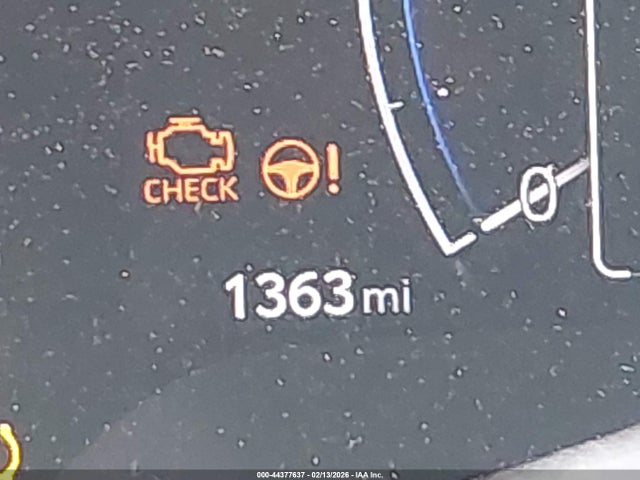 CHECK !
0
1363 mi
000-44377637 - 02/13/2026 - IAA Inc.